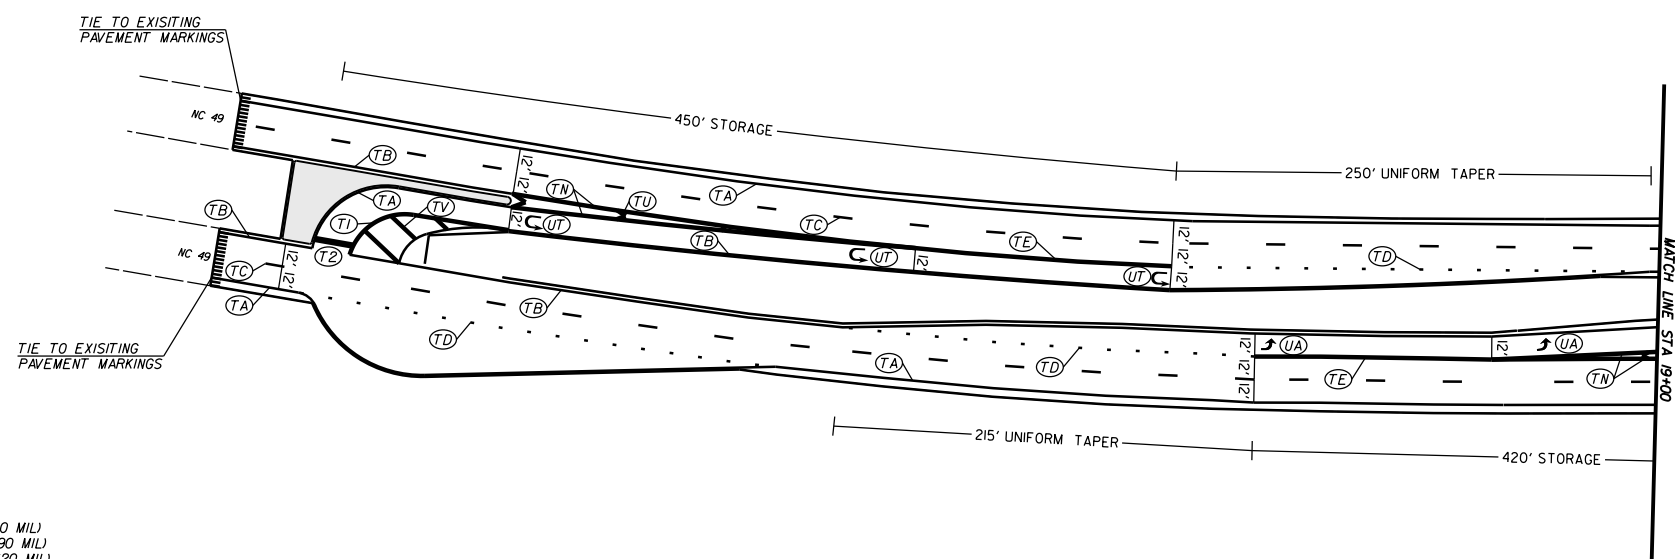 TIE TO EXISITING
PAVEMENT MARKINGS
NC 49
450' STORAGE
250' UNIFORM TAPER
TB
12' 12'
TN
TU
TA
TC
TE
12' 12' 12'
TD
TA
TV
TI
12'
UT
TB
UT
12'
UT
T2
TB
NC 49
TC
12' 12'
TA
TB
TD
TA
TD
12' 12' 12'
UA
TE
12'
UA
TN
MATCH LINE STA 19+00
TIE TO EXISITING
PAVEMENT MARKINGS
215' UNIFORM TAPER
420' STORAGE
0 MIL)
90 MIL)